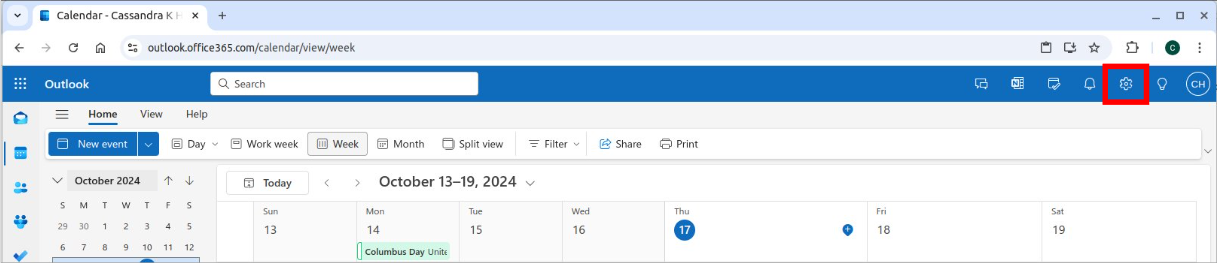 Calendar - Cassandra K H
outlook.office365.com/calendar/view/week
C
Outlook
Search
CH
Home View Help
New event Day Work week Week Month Split view Filter Share Print
October 2024
Today
October 13–19, 2024
S M T W T F S
29 30 1 2 3 4 5
6 7 8 9 10 11 12
Sun Mon Tue Wed Thu Fri Sat
13 14 15 16 17 18 19
Columbus Day Unite